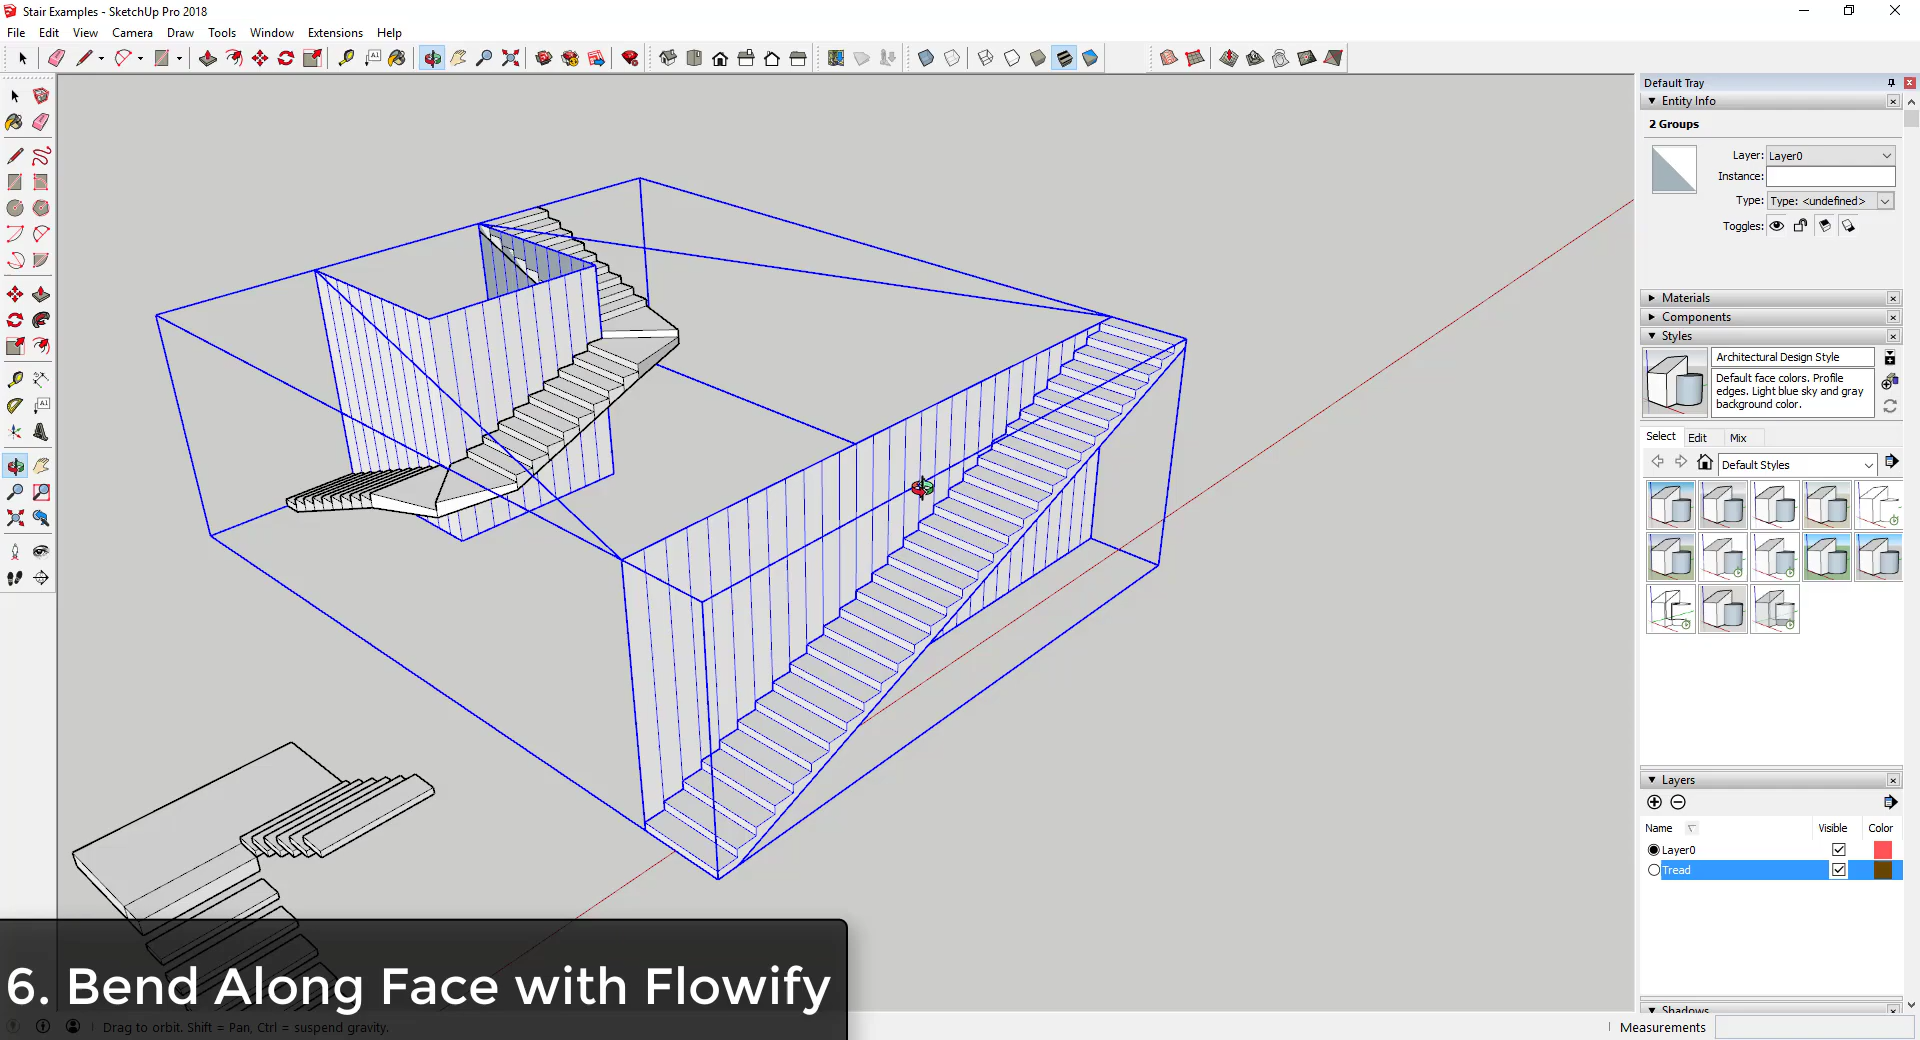 Stair Examples - SketchUp Pro 2018
File Edit View Camera Draw Tools Window Extensions Help
Default Tray
Entity Info
2 Groups
Layer: Layer0
Instance:
Type: Type: <undefined>
Toggles:
Materials
Components
Styles
Architectural Design Style
Default face colors. Profile
edges. Light blue sky and gray
background color.
Select Edit Mix
Default Styles
Layers
Name Visible Color
Layer0
Tread
Shadows
6. Bend Along Face with Flowify
Drag to orbit. Shift = Pan, Ctrl = suspend gravity.
Measurements